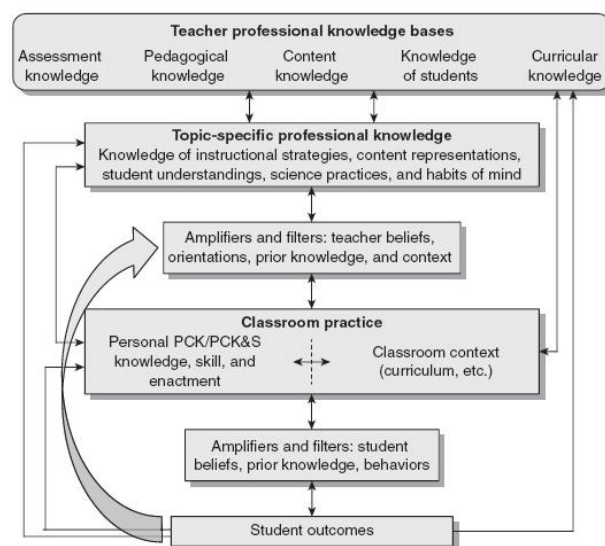 Teacher professional knowledge bases
Assessment knowledge
Pedagogical knowledge
Content knowledge
Knowledge of students
Curricular knowledge
Topic-specific professional knowledge
Knowledge of instructional strategies, content representations,
student understandings, science practices, and habits of mind
Amplifiers and filters: teacher beliefs,
orientations, prior knowledge, and context
Classroom practice
Personal PCK/PCK&S
knowledge, skill, and
enactment
Classroom context
(curriculum, etc.)
Amplifiers and filters: student
beliefs, prior knowledge, behaviors
Student outcomes